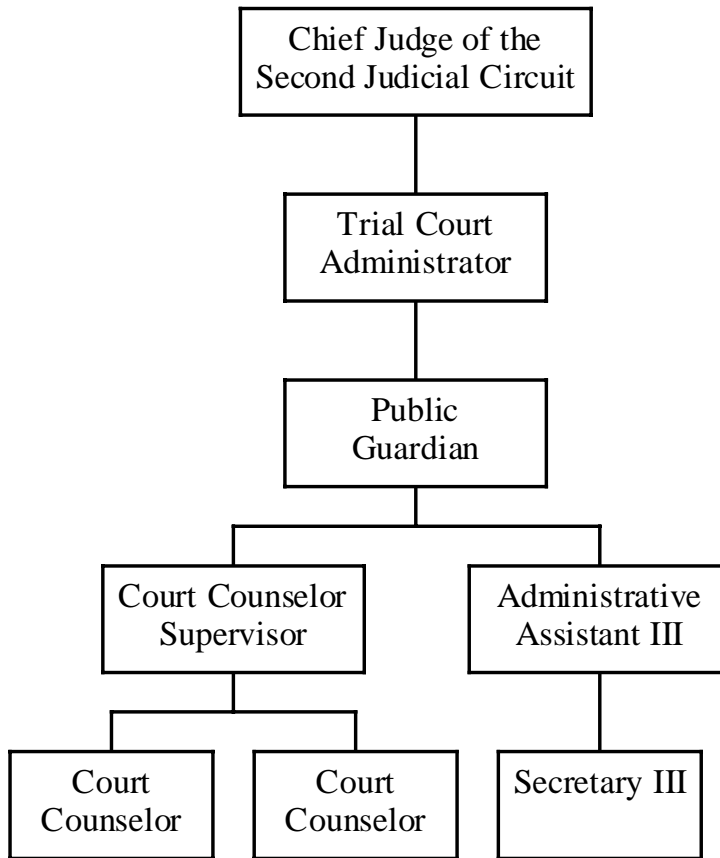 Chief Judge of the
Second Judicial Circuit
Trial Court
Administrator
Public
Guardian
Court Counselor
Supervisor
Administrative
Assistant III
Court
Counselor
Court
Counselor
Secretary III